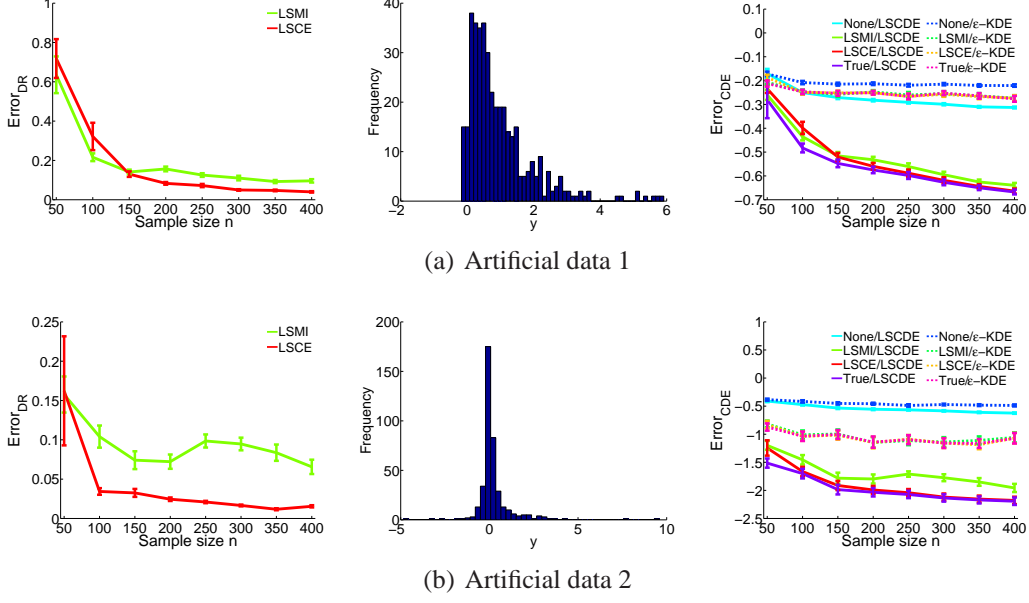 LSMI
LSCE
Error_DR
1
0.8
0.6
0.4
0.2
0
50 100 150 200 250 300 350 400
Sample size n
Frequency
40
30
20
10
0
−2 0 2 4 6
y
None/LSCDE
LSMI/LSCDE
LSCE/LSCDE
True/LSCDE
None/ε−KDE
LSMI/ε−KDE
LSCE/ε−KDE
True/ε−KDE
Error_CDE
0.1
0
−0.1
−0.2
−0.3
−0.4
−0.5
−0.6
−0.7
50 100 150 200 250 300 350 400
Sample size n
(a) Artificial data 1
LSMI
LSCE
Error_DR
0.25
0.2
0.15
0.1
0.05
0
50 100 150 200 250 300 350 400
Sample size n
Frequency
200
150
100
50
0
−5 0 5 10
y
None/LSCDE
LSMI/LSCDE
LSCE/LSCDE
True/LSCDE
None/ε−KDE
LSMI/ε−KDE
LSCE/ε−KDE
True/ε−KDE
Error_CDE
1
0.5
0
−0.5
−1
−1.5
−2
−2.5
50 100 150 200 250 300 350 400
Sample size n
(b) Artificial data 2